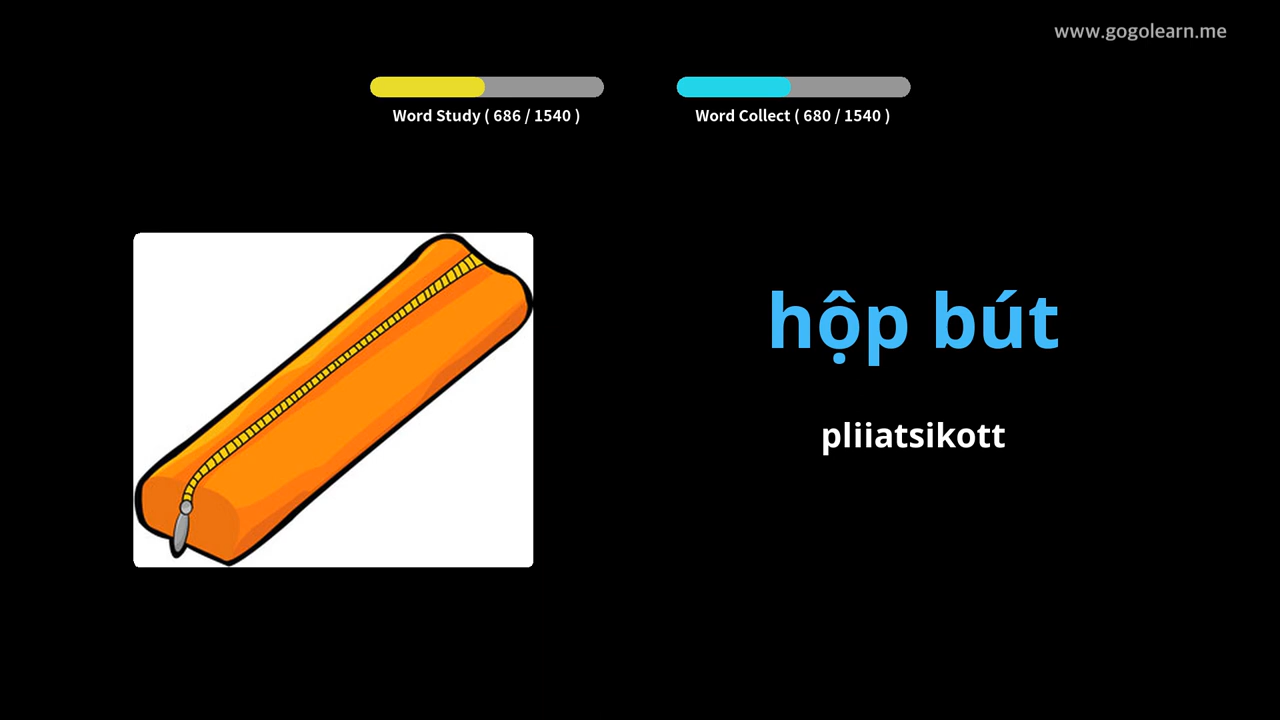 www.gogolearn.me
Word Study ( 686 / 1540 )
Word Collect ( 680 / 1540 )
hộp bút
pliiatsikott